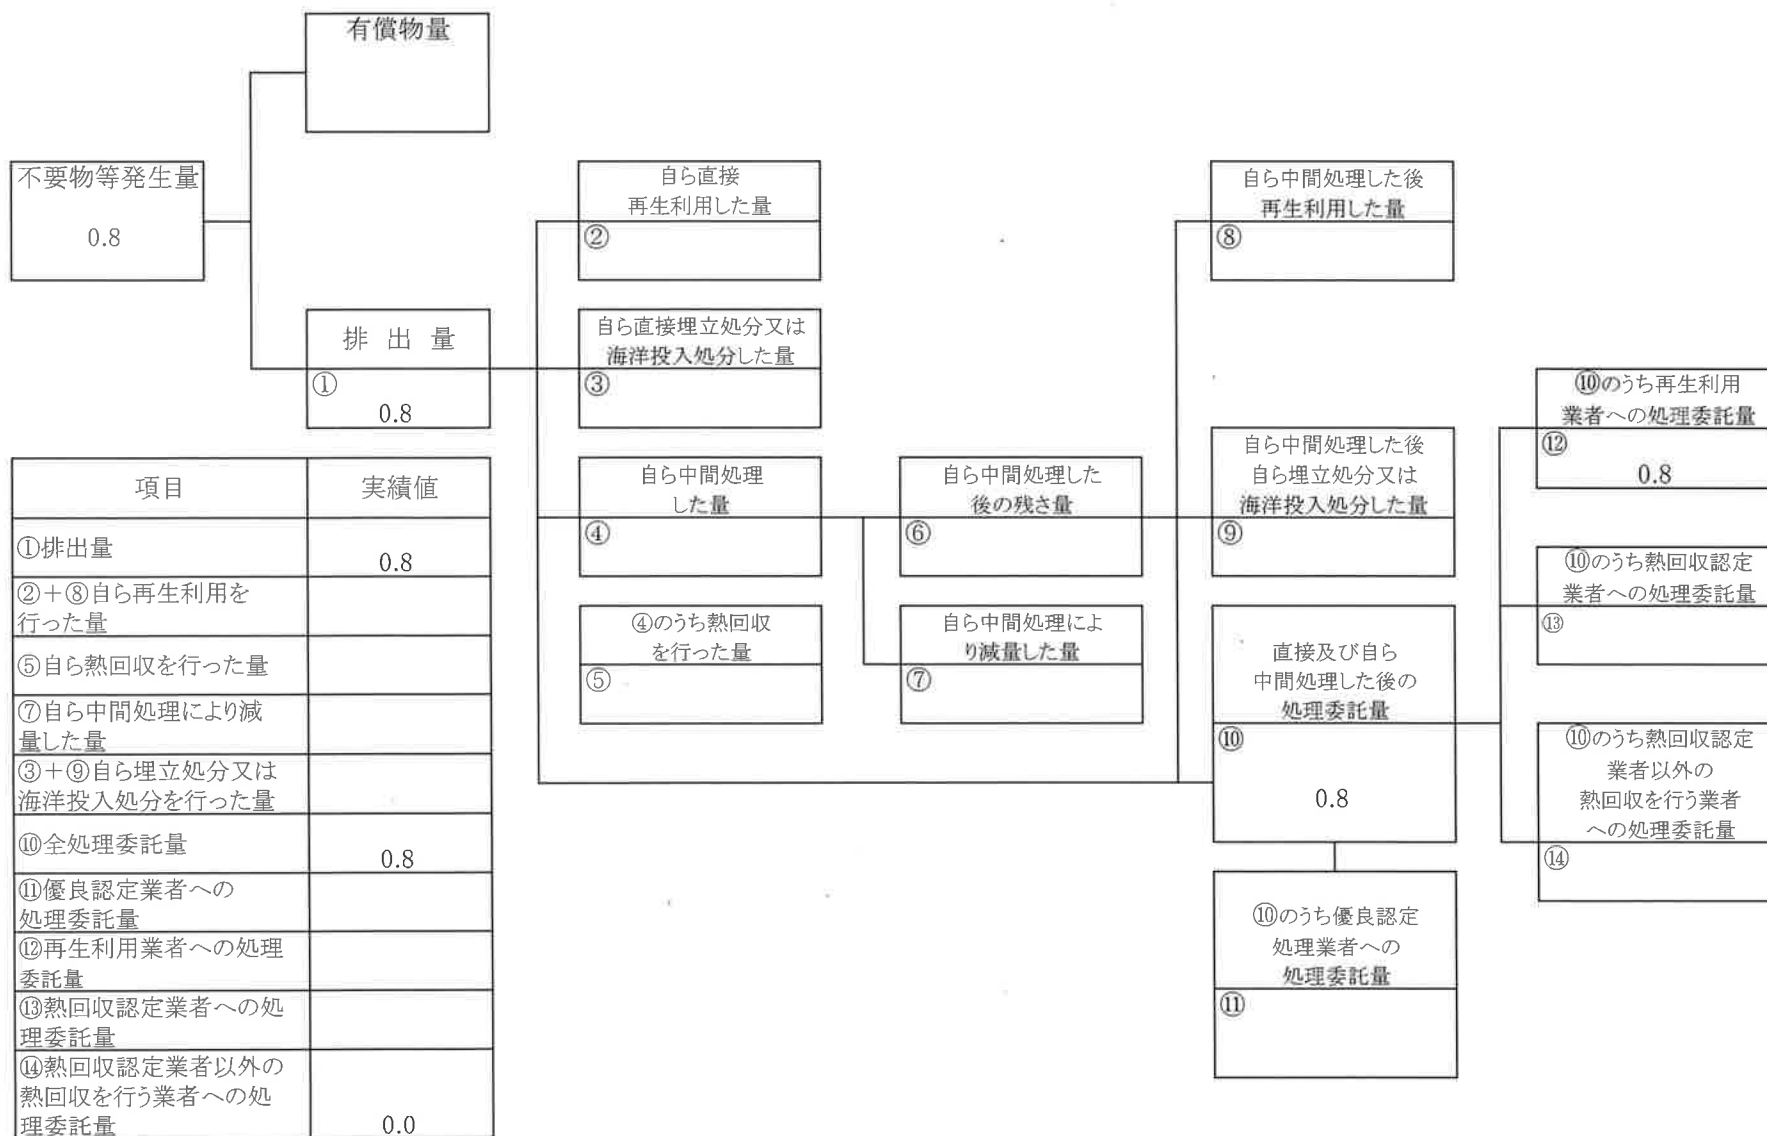 有償物量
不要物等発生量
0.8
排 出 量
①
0.8
自ら直接
再生利用した量
②
自ら直接埋立処分又は
海洋投入処分した量
③
自ら中間処理
した量
④
④のうち熱回収
を行った量
⑤
自ら中間処理した
後の残さ量
⑥
自ら中間処理によ
り減量した量
⑦
自ら中間処理した後
再生利用した量
⑧
自ら中間処理した後
自ら埋立処分又は
海洋投入処分した量
⑨
直接及び自ら
中間処理した後の
処理委託量
⑩
0.8
⑩のうち優良認定
処理業者への
処理委託量
⑪
⑩のうち再生利用
業者への処理委託量
⑫
0.8
⑩のうち熱回収認定
業者への処理委託量
⑬
⑩のうち熱回収認定
業者以外の
熱回収を行う業者
への処理委託量
⑭
項目 実績値
①排出量 0.8
②+⑧自ら再生利用を
行った量
⑤自ら熱回収を行った量
⑦自ら中間処理により減
量した量
③+⑨自ら埋立処分又は
海洋投入処分を行った量
⑩全処理委託量 0.8
⑪優良認定業者への
処理委託量
⑫再生利用業者への処理
委託量
⑬熱回収認定業者への処
理委託量
⑭熱回収認定業者以外の
熱回収を行う業者への処
理委託量 0.0